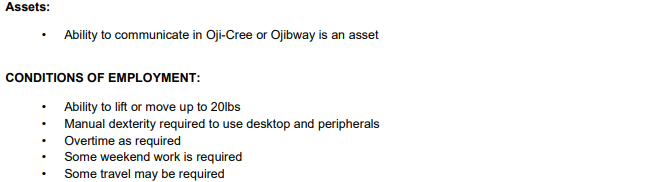 Assets:
• Ability to communicate in Oji-Cree or Ojibway is an asset
CONDITIONS OF EMPLOYMENT:
• Ability to lift or move up to 20lbs
• Manual dexterity required to use desktop and peripherals
• Overtime as required
• Some weekend work is required
• Some travel may be required